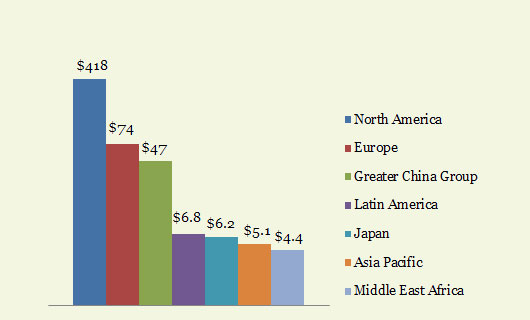 $418
$74
$47
$6.8
$6.2
$5.1
$4.4
North America
Europe
Greater China Group
Latin America
Japan
Asia Pacific
Middle East Africa